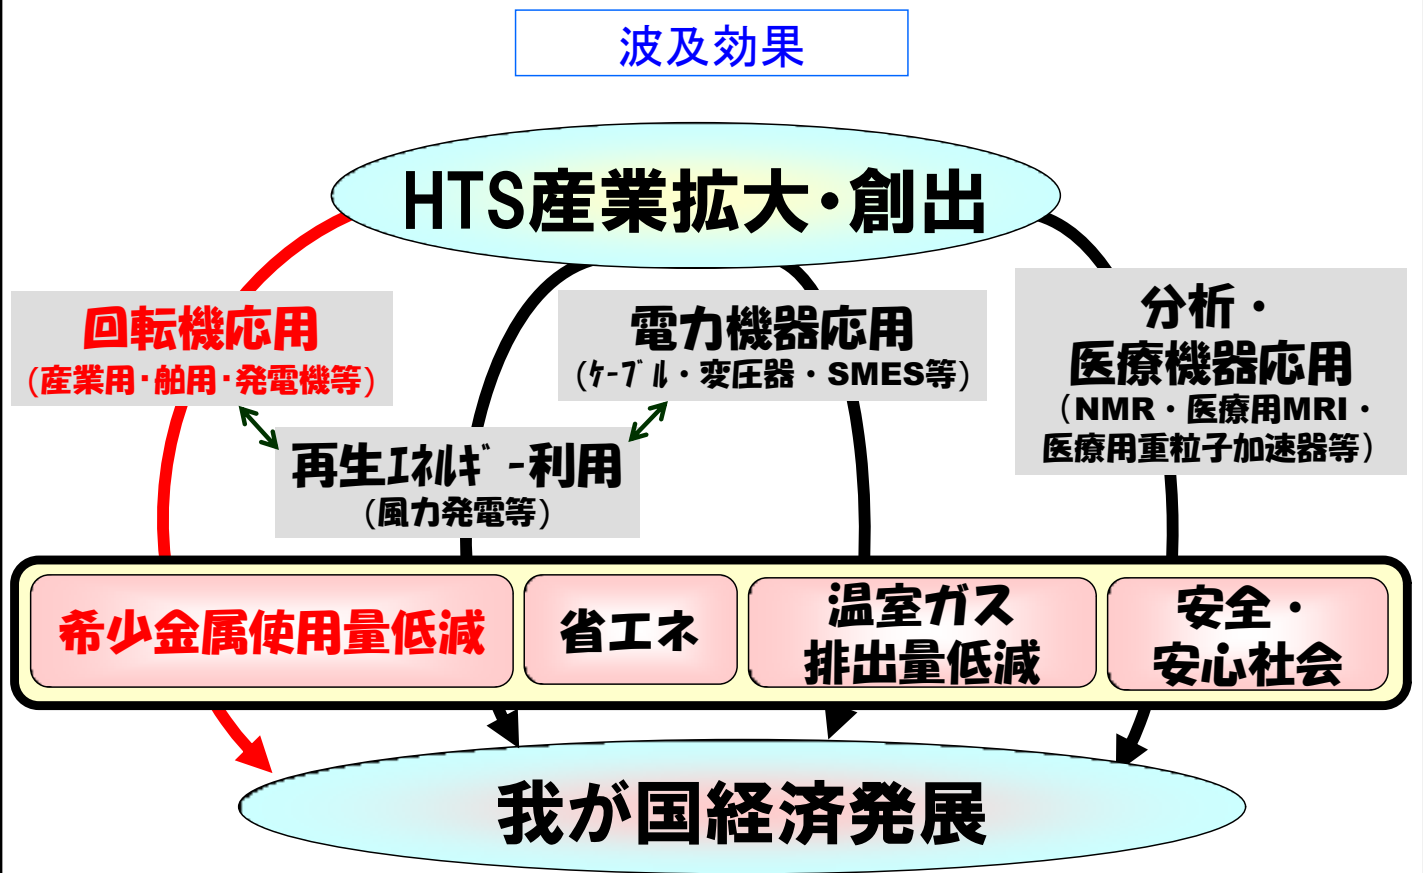 波及効果
HTS産業拡大・創出
回転機応用
(産業用・舶用・発電機等)
電力機器応用
(ｹｰﾌﾞﾙ・変圧器・SMES等)
分析・
医療機器応用
(NMR・医療用MRI・
医療用重粒子加速器等)
再生ｴﾈﾙｷﾞｰ利用
(風力発電等)
希少金属使用量低減
省エネ
温室ガス
排出量低減
安全・
安心社会
我が国経済発展